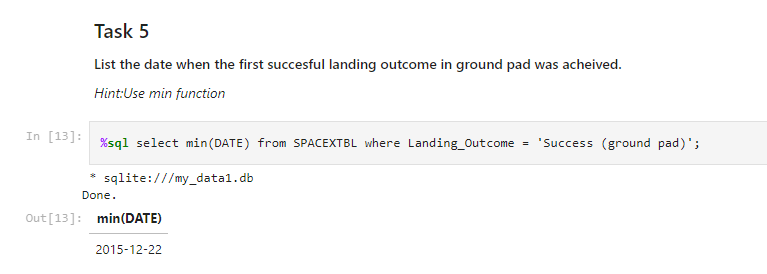 Task 5
List the date when the first succesful landing outcome in ground pad was acheived.
Hint:Use min function
In [13]: %sql select min(DATE) from SPACEXTBL where Landing_Outcome = 'Success (ground pad)';
* sqlite:///my_data1.db
Done.
Out[13]: min(DATE)
2015-12-22